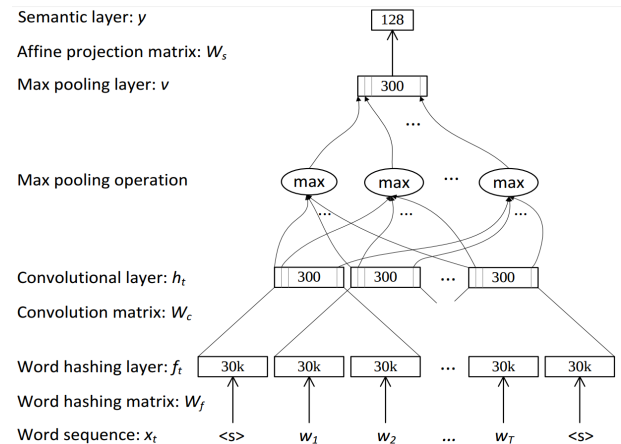 Semantic layer: y
128
Affine projection matrix: Ws
Max pooling layer: v
300
...
Max pooling operation
max max ... max
... ... ...
Convolutional layer: ht
300 300 ... 300
Convolution matrix: Wc
Word hashing layer: ft
30k 30k 30k ... 30k 30k
Word hashing matrix: Wf
Word sequence: xt
<s> w1 w2 ... wT <s>